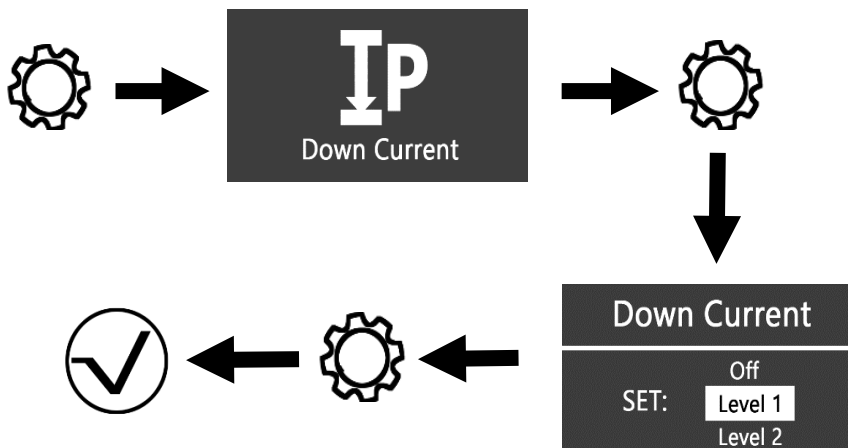 IP
Down Current
Down Current
Off
SET: Level 1
Level 2